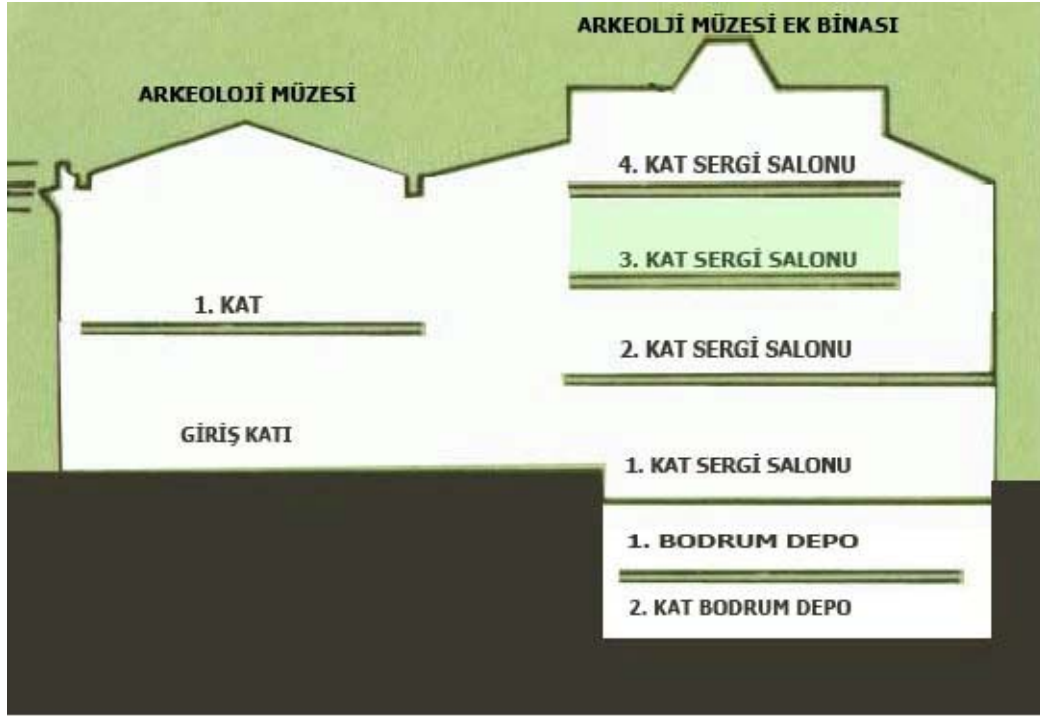 ARKEOLJİ MÜZESİ EK BİNASI
ARKEOLOJİ MÜZESİ
4. KAT SERGİ SALONU
3. KAT SERGİ SALONU
1. KAT
2. KAT SERGİ SALONU
GİRİŞ KATI
1. KAT SERGİ SALONU
1. BODRUM DEPO
2. KAT BODRUM DEPO